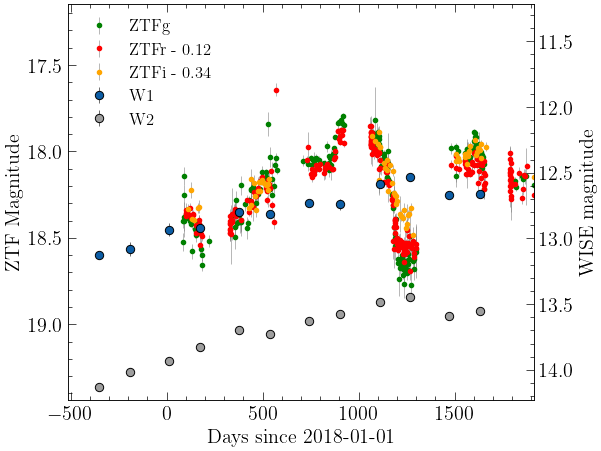 ZTFg
ZTFr - 0.12
ZTFi - 0.34
W1
W2
17.5
18.0
18.5
19.0
ZTF Magnitude
11.5
12.0
12.5
13.0
13.5
14.0
WISE magnitude
−500
0
500
1000
1500
Days since 2018-01-01